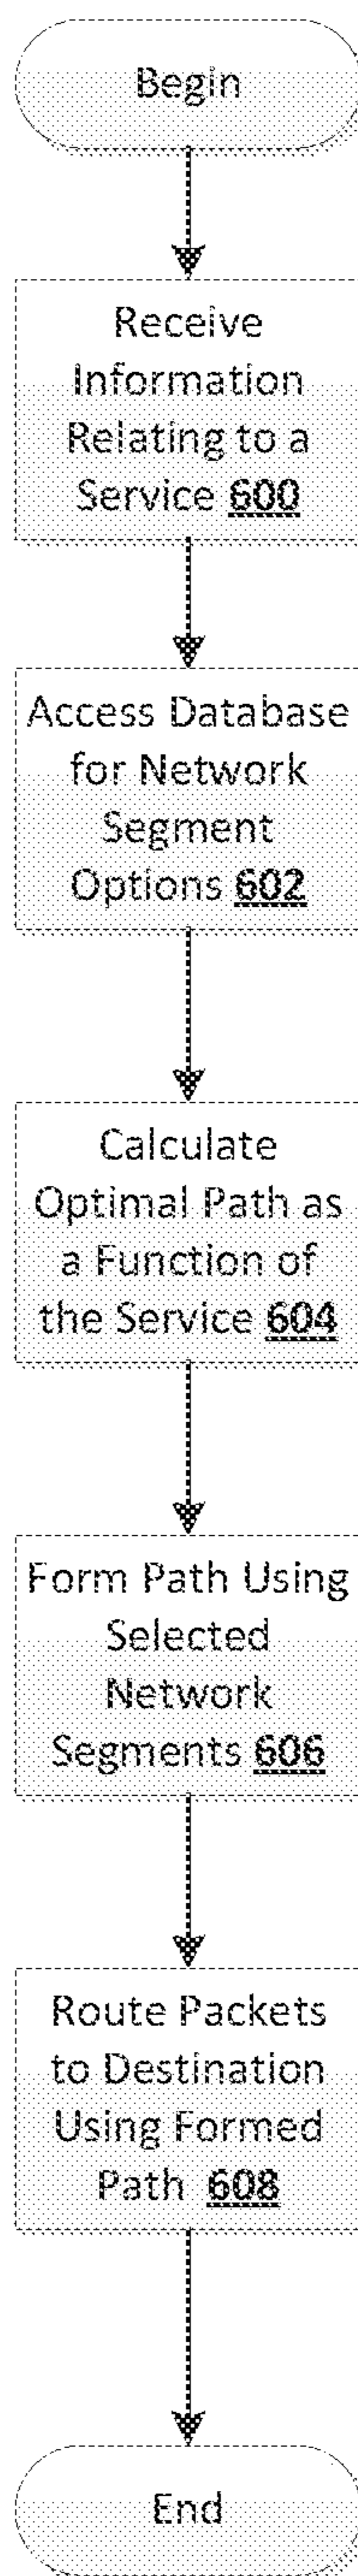 Begin
Receive
Information
Relating to a
Service 600
Access Database
for Network
Segment
Options 602
Calculate
Optimal Path as
a Function of
the Service 604
Form Path Using
Selected
Network
Segments 606
Route Packets
to Destination
Using Formed
Path 608
End